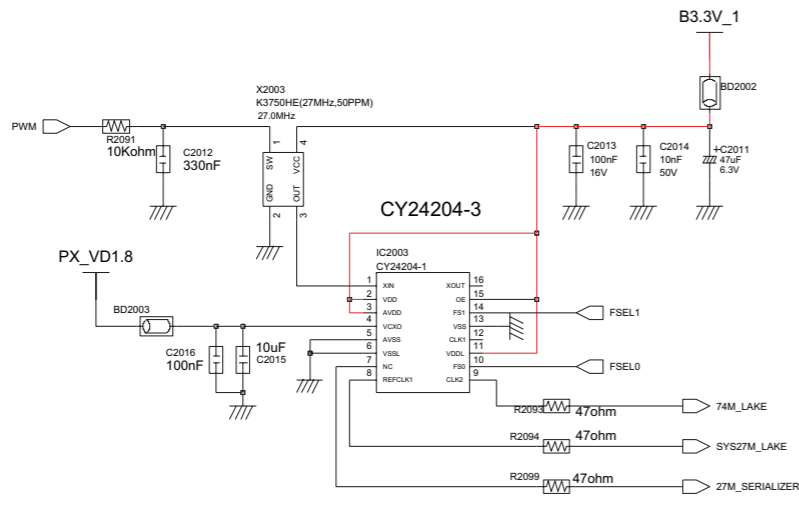 B3.3V_1
BD2002
X2003
K3750HE(27MHz,50PPM)
27.0MHz
PWM
R2091
10Kohm
C2012
330nF
1
4
SW
VCC
GND
OUT
2
3
C2013
100nF
16V
C2014
10nF
50V
+C2011
47uF
6.3V
CY24204-3
IC2003
CY24204-1
PX_VD1.8
BD2003
C2016
100nF
10uF
C2015
1 XIN XOUT 16
2 VDD OE 15
3 AVDD FS1 14
4 VCXO VSS 13
5 AVSS CLK1 12
6 VSSL VDDL 11
7 NC FS0 10
8 REFCLK1 CLK2 9
FSEL1
FSEL0
R2093
47ohm
74M_LAKE
R2094
47ohm
SYS27M_LAKE
R2099
47ohm
27M_SERIALIZER